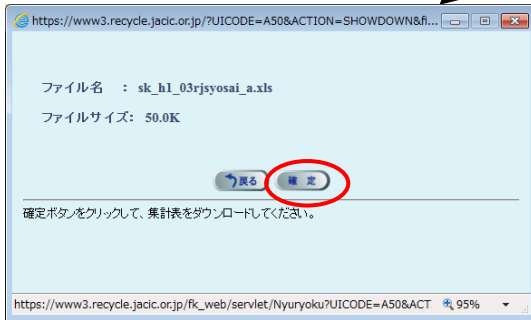 https://www3.recycle.jacic.or.jp/?UICODE=A50&ACTION=SHOWDOWN&fi...
ファイル名 : sk_h1_03rjsyosai_a.xls
ファイルサイズ: 50.0K
戻る 確 定
確定ボタンをクリックして、集計表をダウンロードしてください。
https://www3.recycle.jacic.or.jp/fk_web/servlet/Nyuryoku?UICODE=A50&ACT 95%